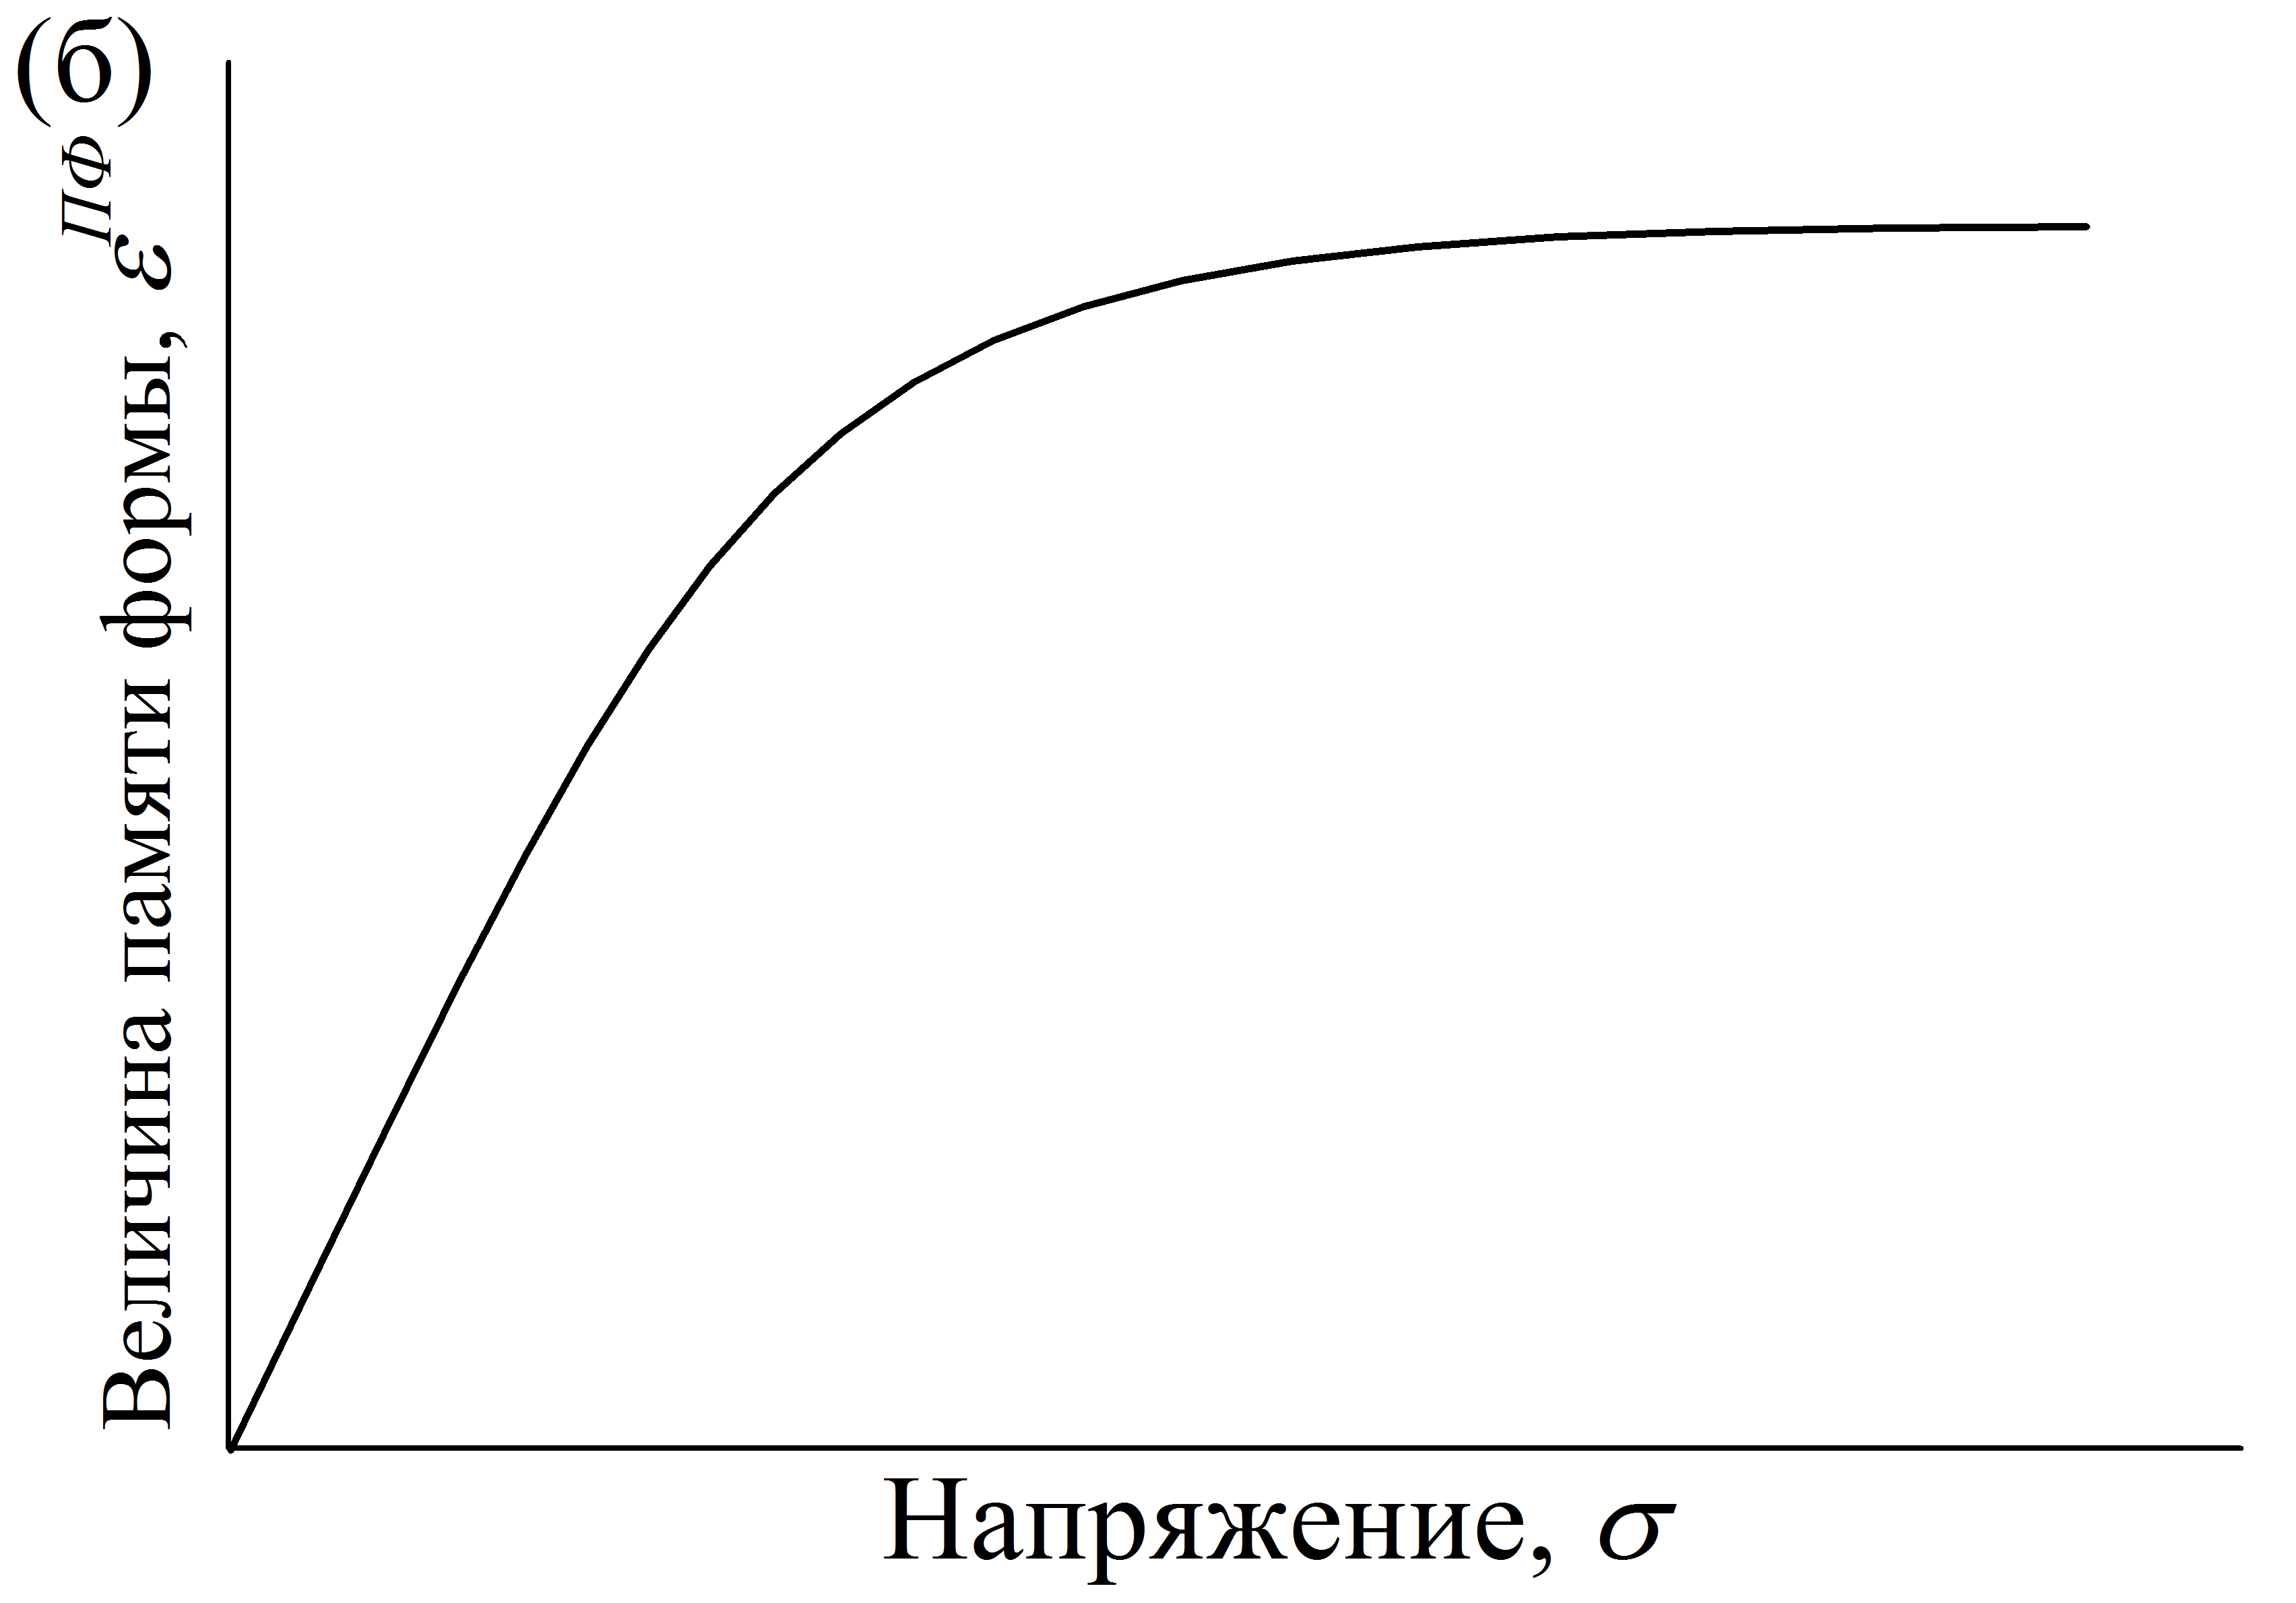 (б)
Величина памяти формы, ε^ПФ
Напряжение, σ